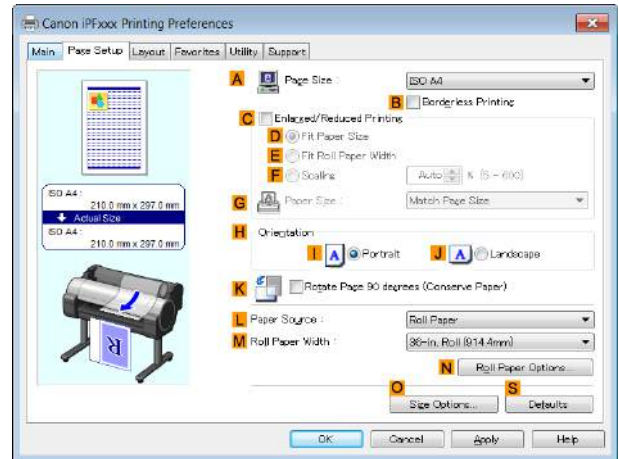 Canon iPFxxx Printing Preferences
Main Page Setup Layout Favorites Utility Support
A Page Size : ISO A4
B Borderless Printing
C Enlarged/Reduced Printing
D Fit Paper Size
E Fit Roll Paper Width
F Scaling Auto % (5 - 600)
G Paper Size : Match Page Size
ISO A4 :
210.0 mm x 297.0 mm
Actual Size
ISO A4 :
210.0 mm x 297.0 mm
H Orientation
I A Portrait J A Landscape
K Rotate Page 90 degrees (Conserve Paper)
L Paper Source : Roll Paper
M Roll Paper Width : 36-in. Roll (914.4mm)
N Roll Paper Options...
O S
Size Options... Defaults
R
OK Cancel Apply Help